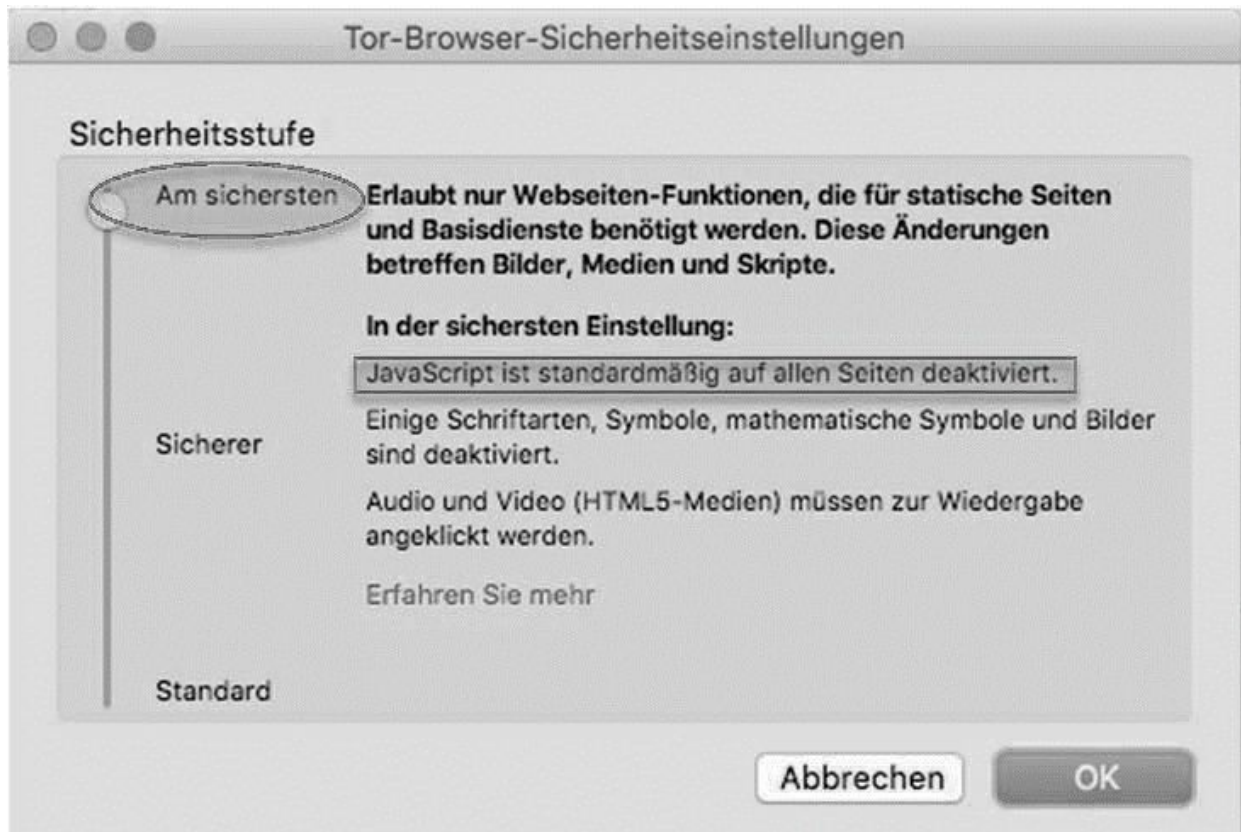 Tor-Browser-Sicherheitseinstellungen
Sicherheitsstufe
Am sichersten
Erlaubt nur Webseiten-Funktionen, die für statische Seiten
und Basisdienste benötigt werden. Diese Änderungen
betreffen Bilder, Medien und Skripte.
In der sichersten Einstellung:
JavaScript ist standardmäßig auf allen Seiten deaktiviert.
Einige Schriftarten, Symbole, mathematische Symbole und Bilder
sind deaktiviert.
Sicherer
Audio und Video (HTML5-Medien) müssen zur Wiedergabe
angeklickt werden.
Erfahren Sie mehr
Standard
Abbrechen
OK